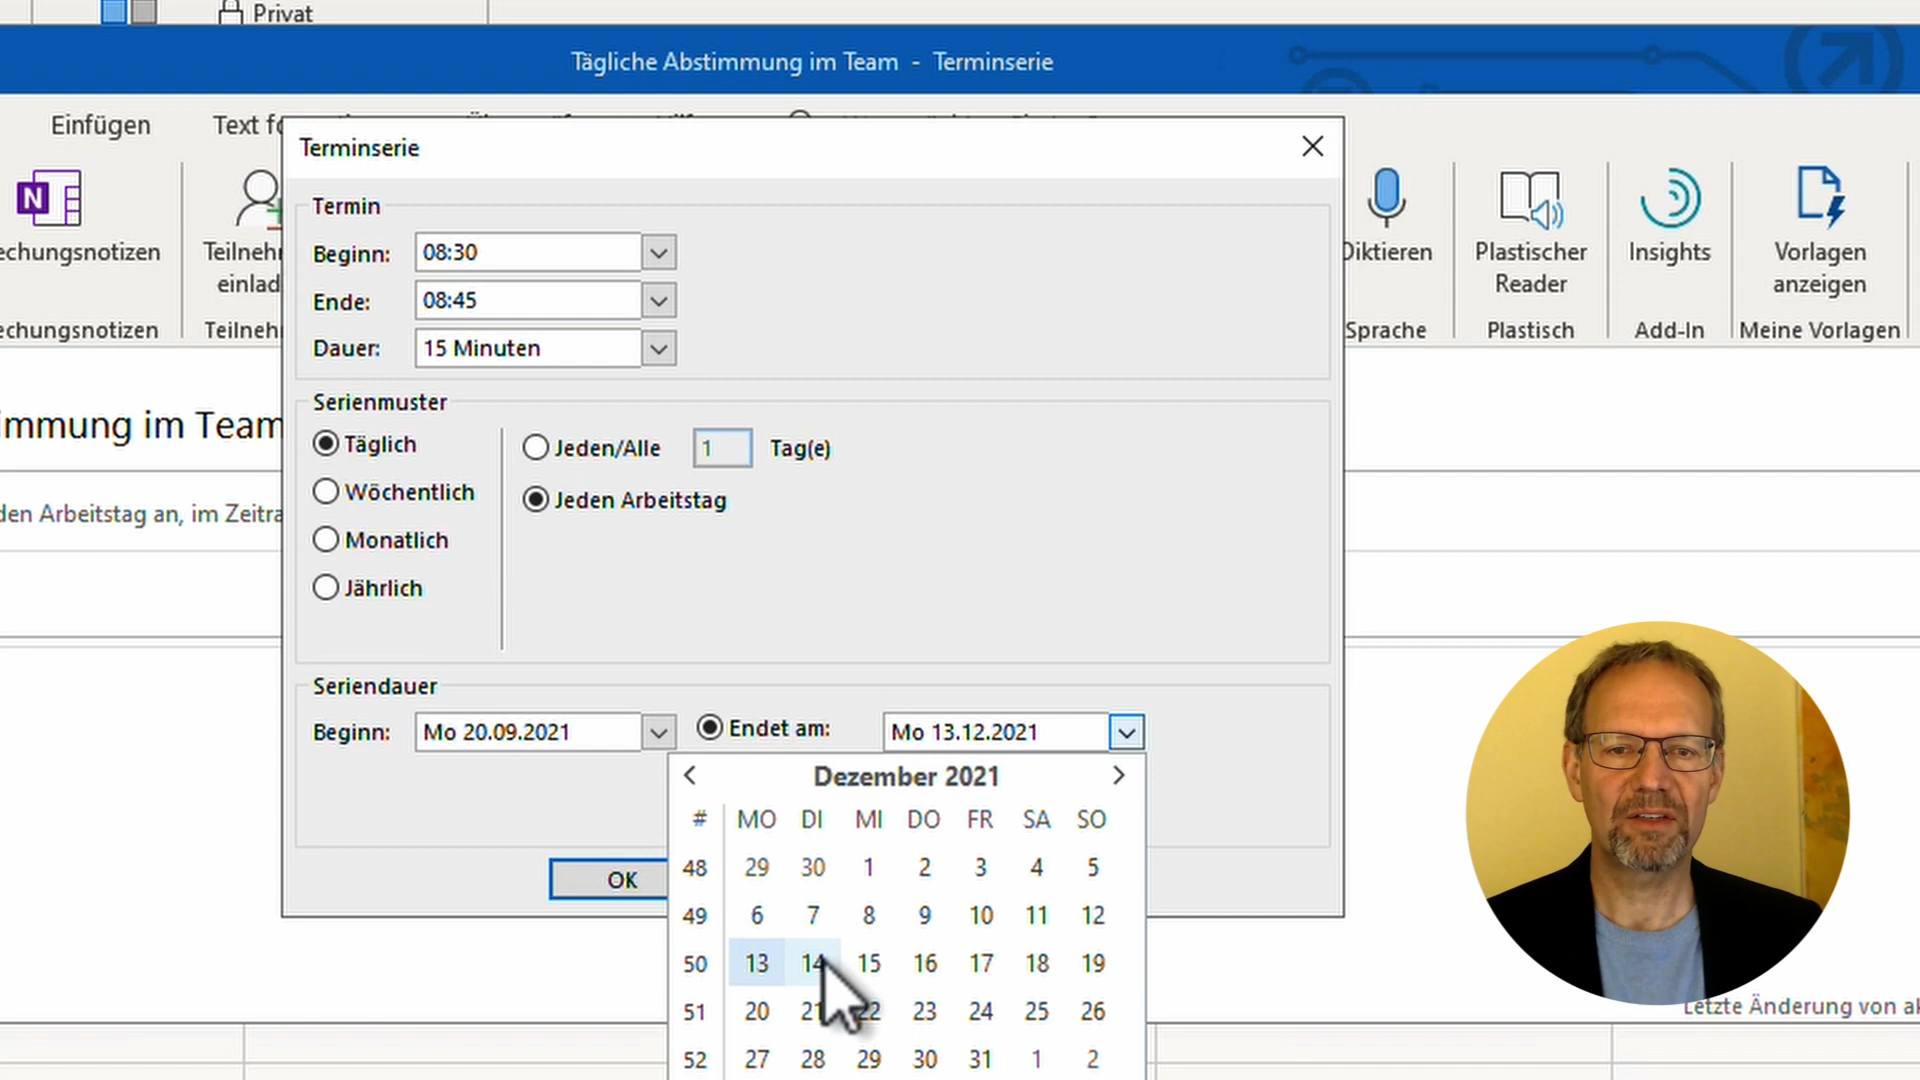 Privat
Tägliche Abstimmung im Team - Terminserie
Einfügen
Text fo
Terminserie
Termin
Beginn: 08:30
Ende: 08:45
Dauer: 15 Minuten
N
echungsnotizen
Teilneh
einlad
Diktieren
Plastischer
Reader
Insights
Vorlagen
anzeigen
echungsnotizen
Teilneh
Sprache
Plastisch
Add-In
Meine Vorlagen
immung im Team
den Arbeitstag an, im Zeitra
Serienmuster
Täglich
Wöchentlich
Monatlich
Jährlich
Jeden/Alle 1 Tag(e)
Jeden Arbeitstag
Seriendauer
Beginn: Mo 20.09.2021
Endet am: Mo 13.12.2021
OK
Dezember 2021
# MO DI MI DO FR SA SO
48 29 30 1 2 3 4 5
49 6 7 8 9 10 11 12
50 13 14 15 16 17 18 19
51 20 21 22 23 24 25 26
52 27 28 29 30 31 1 2
Letzte Änderung von ak